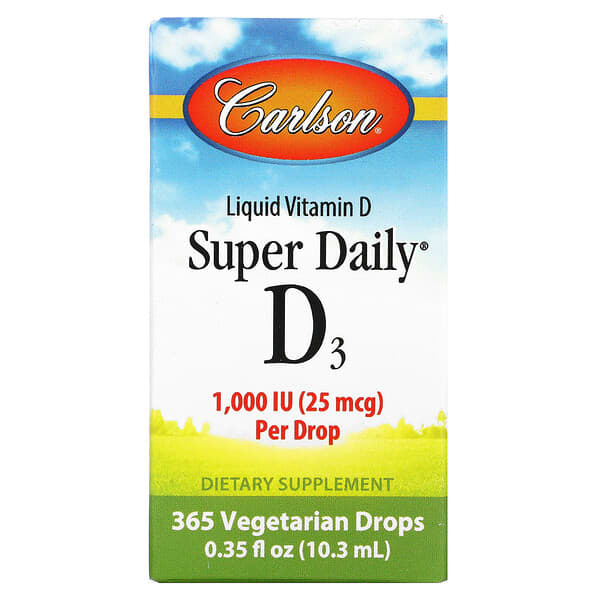 Carlson®
Liquid Vitamin D
Super Daily®
D3
1,000 IU (25 mcg)
Per Drop
DIETARY SUPPLEMENT
365 Vegetarian Drops
0.35 fl oz (10.3 mL)